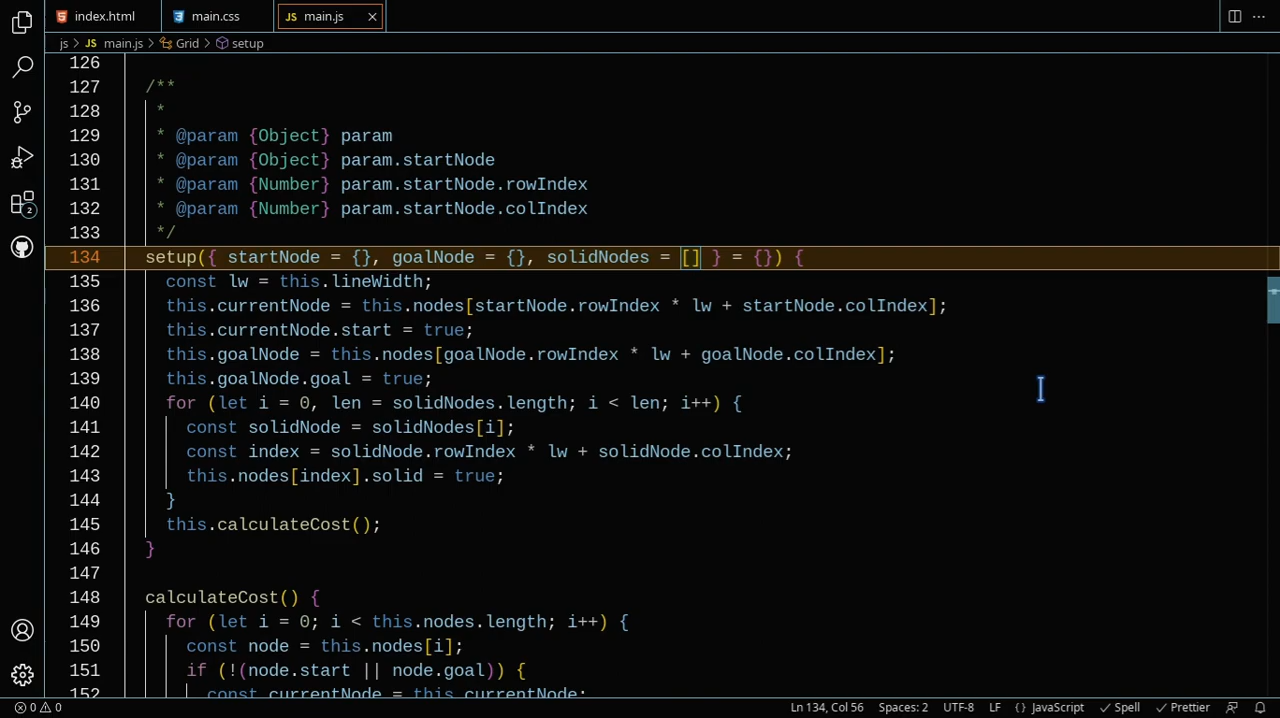 index.html
main.css
JS main.js
js > JS main.js > Grid > setup
126
127 /**
128 *
129 * @param {Object} param
130 * @param {Object} param.startNode
131 * @param {Number} param.startNode.rowIndex
132 * @param {Number} param.startNode.colIndex
133 */
134 setup({ startNode = {}, goalNode = {}, solidNodes = [] } = {}) {
135 const lw = this.lineWidth;
136 this.currentNode = this.nodes[startNode.rowIndex * lw + startNode.colIndex];
137 this.currentNode.start = true;
138 this.goalNode = this.nodes[goalNode.rowIndex * lw + goalNode.colIndex];
139 this.goalNode.goal = true;
140 for (let i = 0, len = solidNodes.length; i < len; i++) {
141 const solidNode = solidNodes[i];
142 const index = solidNode.rowIndex * lw + solidNode.colIndex;
143 this.nodes[index].solid = true;
144 }
145 this.calculateCost();
146 }
147
148 calculateCost() {
149 for (let i = 0; i < this.nodes.length; i++) {
150 const node = this.nodes[i];
151 if (!(node.start || node.goal)) {
152 const currentNode = this.currentNode;
2
0 0
Ln 134, Col 56
Spaces: 2
UTF-8
LF
{} JavaScript
Spell
Prettier